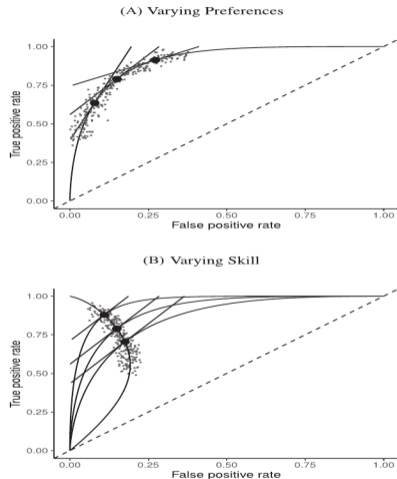 (A) Varying Preferences
1.00
0.75
0.50
0.25
0.00
True positive rate
0.00 0.25 0.50 0.75 1.00
False positive rate
(B) Varying Skill
1.00
0.75
0.50
0.25
0.00
True positive rate
0.00 0.25 0.50 0.75 1.00
False positive rate